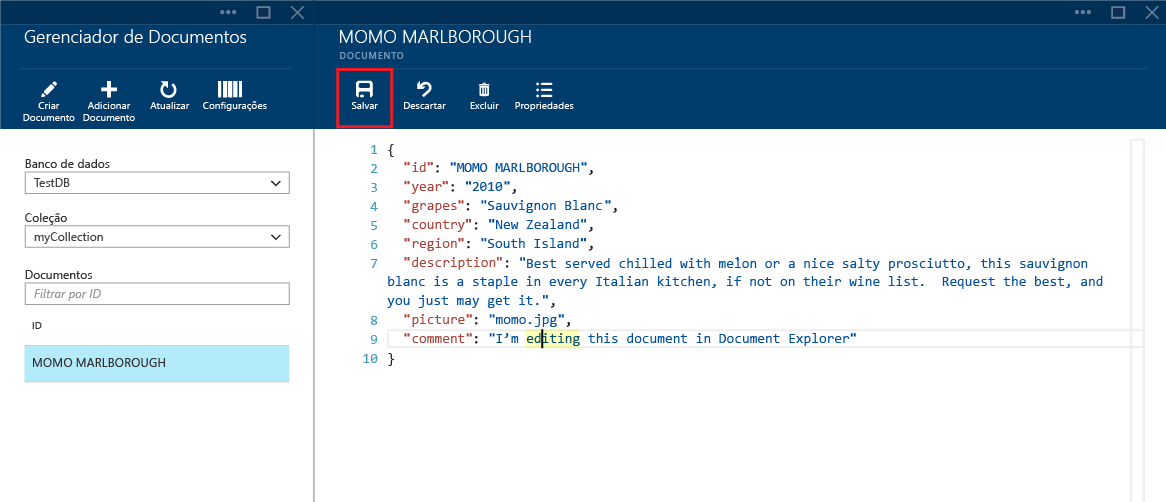 Gerenciador de Documentos
Criar Documento
Adicionar Documento
Atualizar
Configurações
Banco de dados
TestDB
Coleção
myCollection
Documentos
Filtrar por ID
ID
MOMO MARLBOROUGH
MOMO MARLBOROUGH
DOCUMENTO
Salvar
Descartar
Excluir
Propriedades
1 {
2 "id": "MOMO MARLBOROUGH",
3 "year": "2010",
4 "grapes": "Sauvignon Blanc",
5 "country": "New Zealand",
6 "region": "South Island",
7 "description": "Best served chilled with melon or a nice salty prosciutto, this sauvignon
blanc is a staple in every Italian kitchen, if not on their wine list.  Request the best, and
you just may get it.",
8 "picture": "momo.jpg",
9 "comment": "I’m editing this document in Document Explorer"
10 }